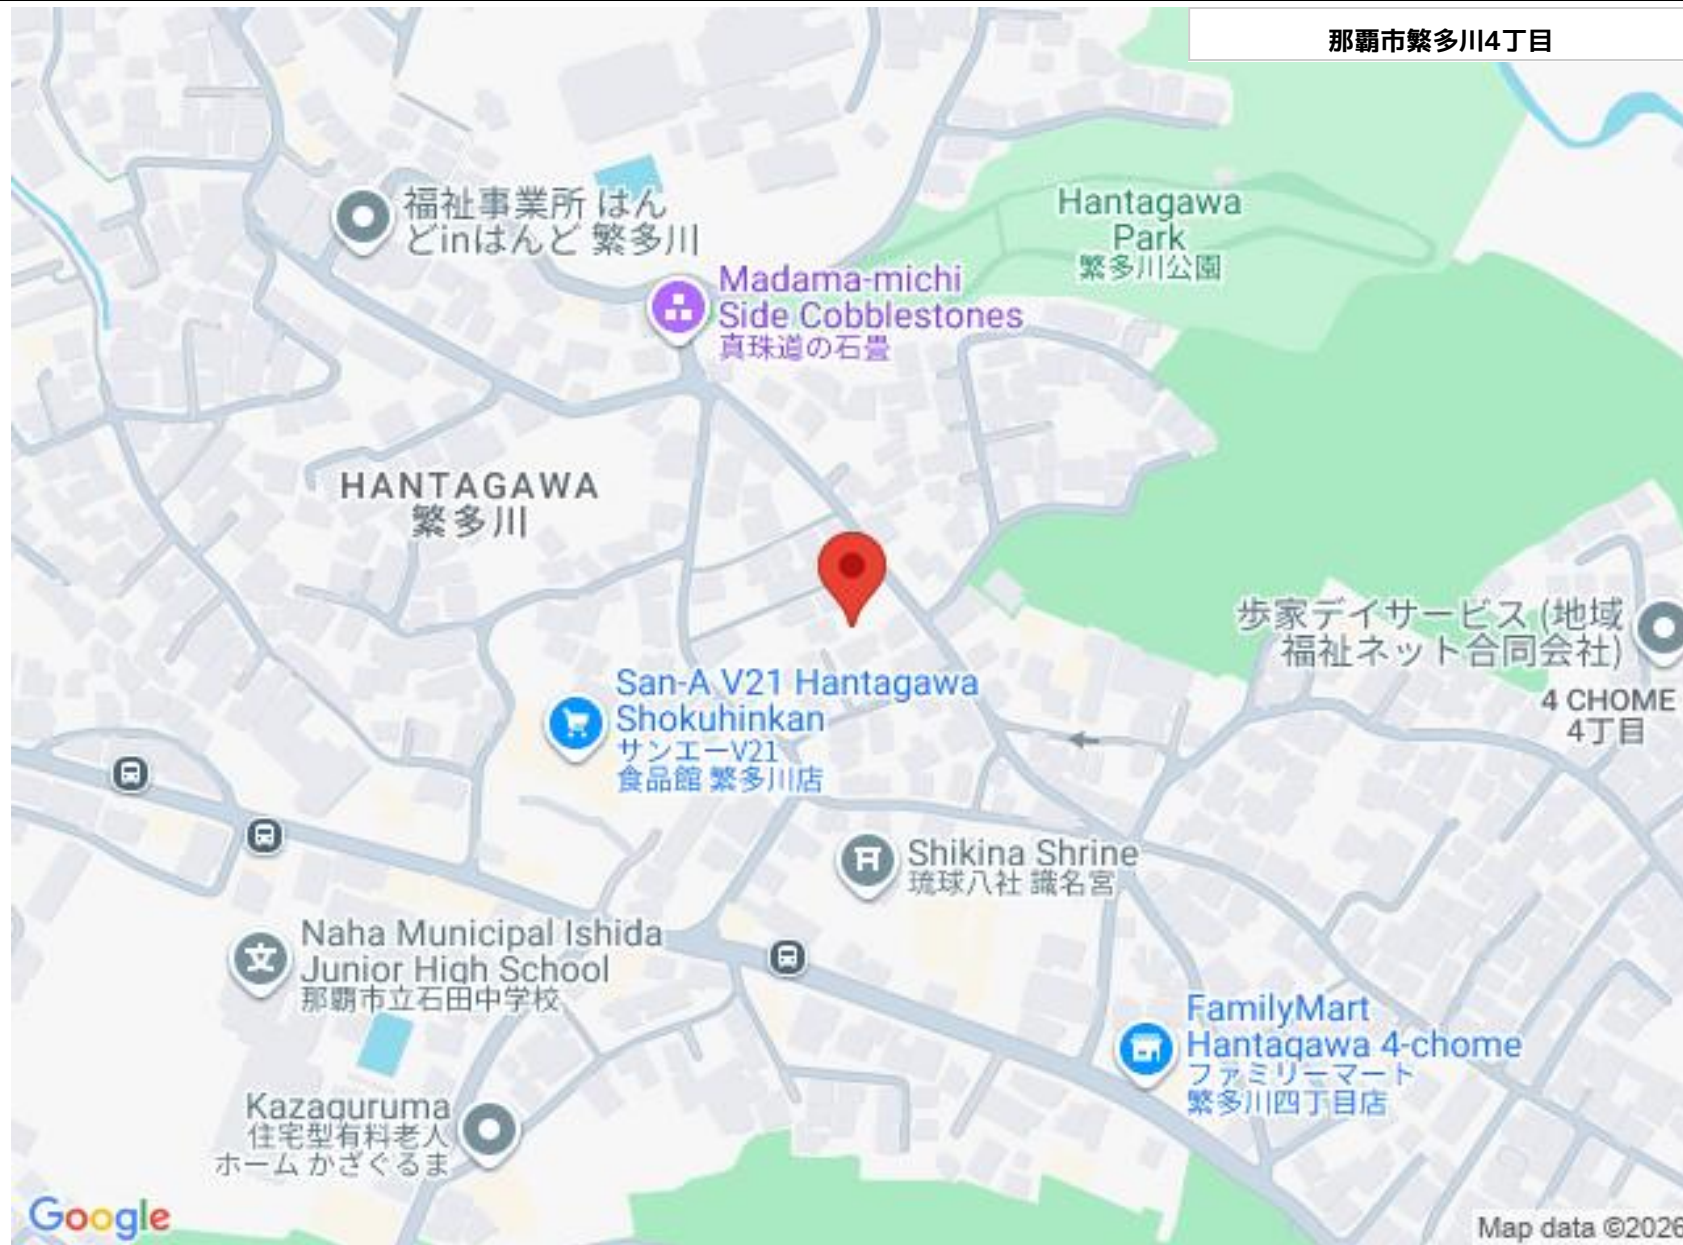 那覇市繁多川4丁目
福祉事業所 はん
どinはんど 繁多川
Hantagawa
Park
繁多川公園
Madama-michi
Side Cobblestones
真珠道の石畳
HANTAGAWA
繁多川
歩家デイサービス (地域
福祉ネット合同会社)
4 CHOME
4丁目
San-A V21 Hantagawa
Shokuhinkan
サンエーV21
食品館 繁多川店
Shikina Shrine
琉球八社 識名宮
Naha Municipal Ishida
Junior High School
那覇市立石田中学校
文
FamilyMart
Hantagawa 4-chome
ファミリーマート
繁多川四丁目店
Kazaguruma
住宅型有料老人
ホーム かざぐるま
Google
Map data ©2026